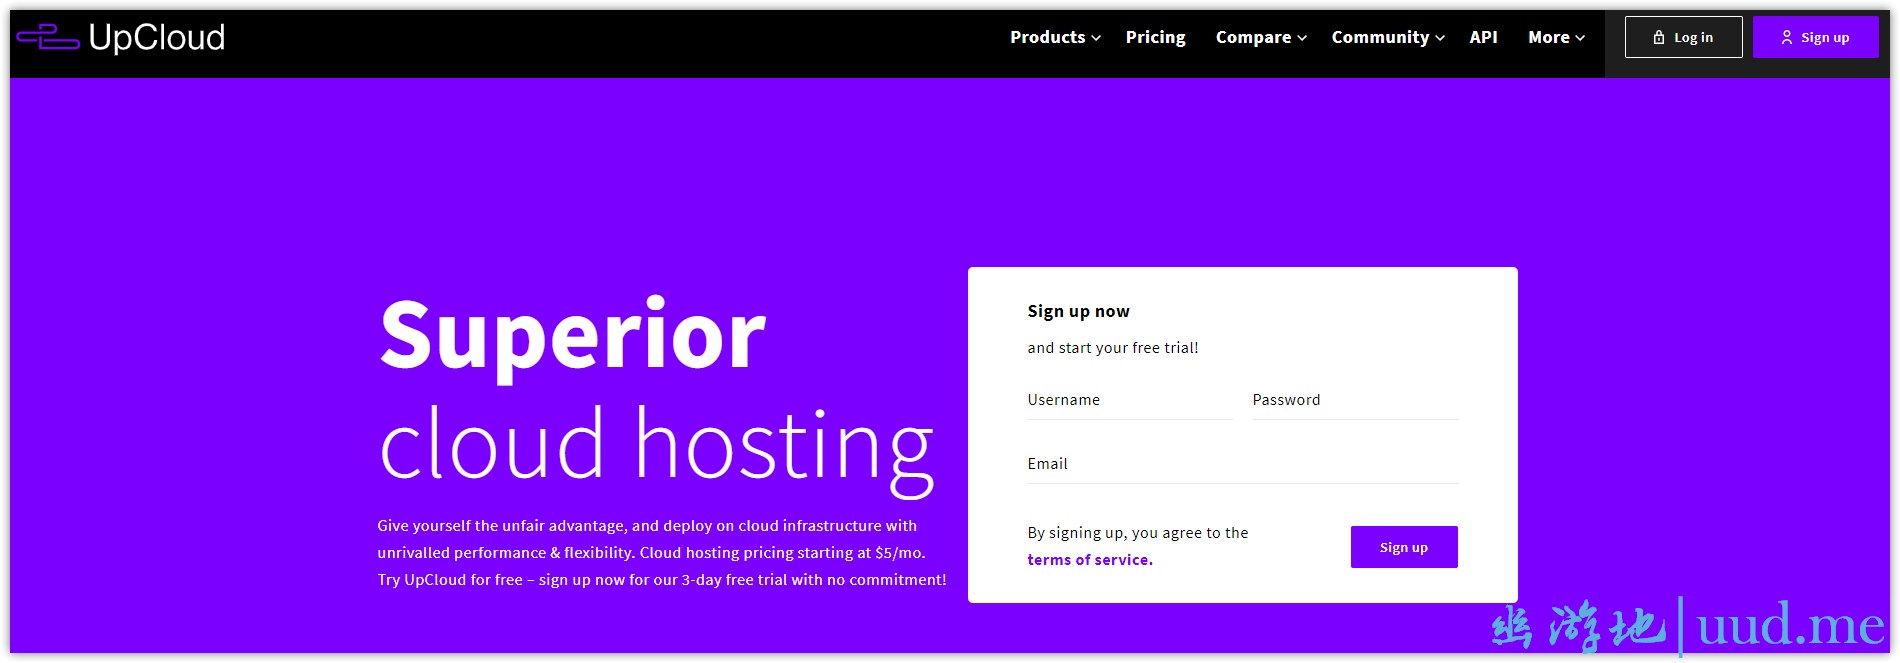 UpCloud
Products Pricing Compare Community API More
Log in
Sign up
Superior
cloud hosting
Give yourself the unfair advantage, and deploy on cloud infrastructure with
unrivalled performance & flexibility. Cloud hosting pricing starting at $5/mo.
Try UpCloud for free – sign up now for our 3-day free trial with no commitment!
Sign up now
and start your free trial!
Username Password
Email
By signing up, you agree to the
terms of service.
Sign up
幽游地|uud.me